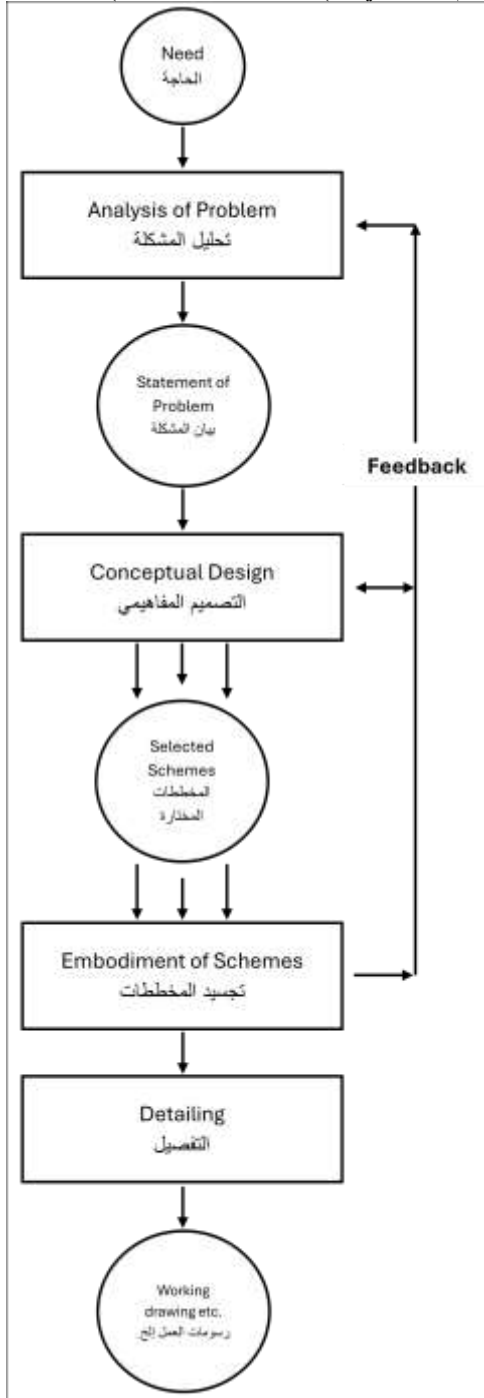 Need
الحاجة
Analysis of Problem
تحليل المشكلة
Statement of
Problem
بيان المشكلة
Feedback
Conceptual Design
التصميم المفاهيمي
Selected
Schemes
المخططات
المختارة
Embodiment of Schemes
تجسيد المخططات
Detailing
التفصيل
Working
drawing etc.
رسومات العمل إلخ.